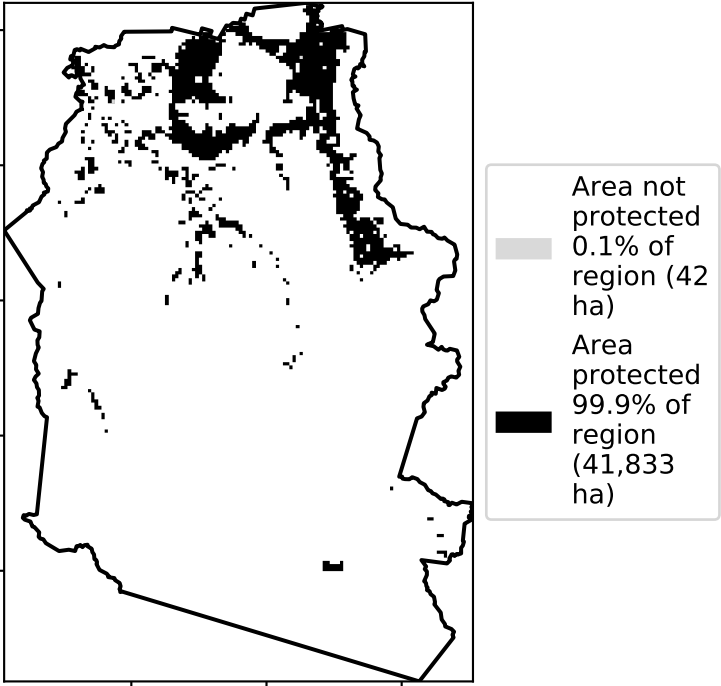 Area not
protected
0.1% of
region (42
ha)
Area
protected
99.9% of
region
(41,833
ha)